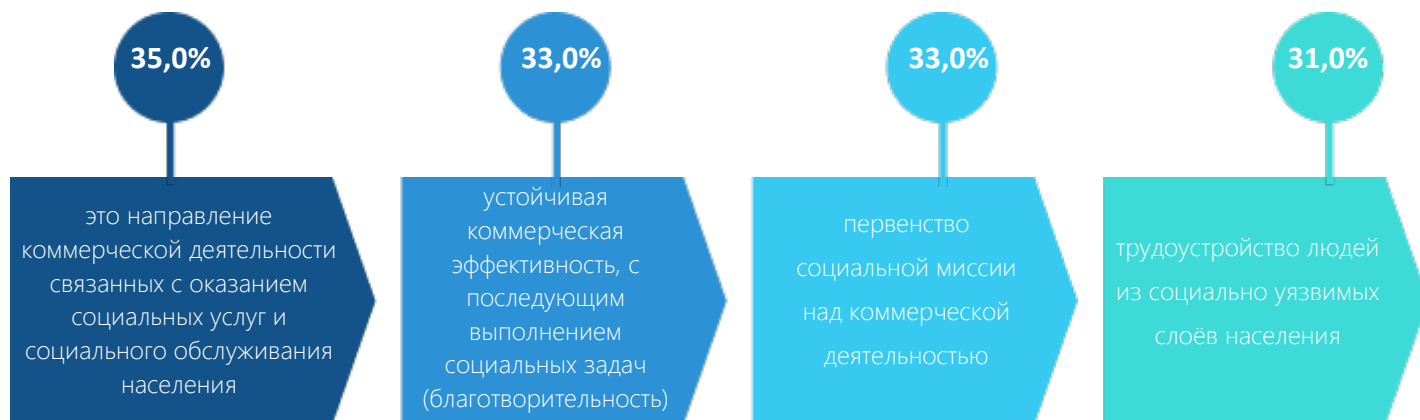 35,0%
это направление
коммерческой деятельности
связанных с оказанием
социальных услуг и
социального обслуживания
населения
33,0%
устойчивая
коммерческая
эффективность, с
последующим
выполнением
социальных задач
(благотворительность)
33,0%
первенство
социальной миссии
над коммерческой
деятельностью
31,0%
трудоустройство людей
из социально уязвимых
слоёв населения